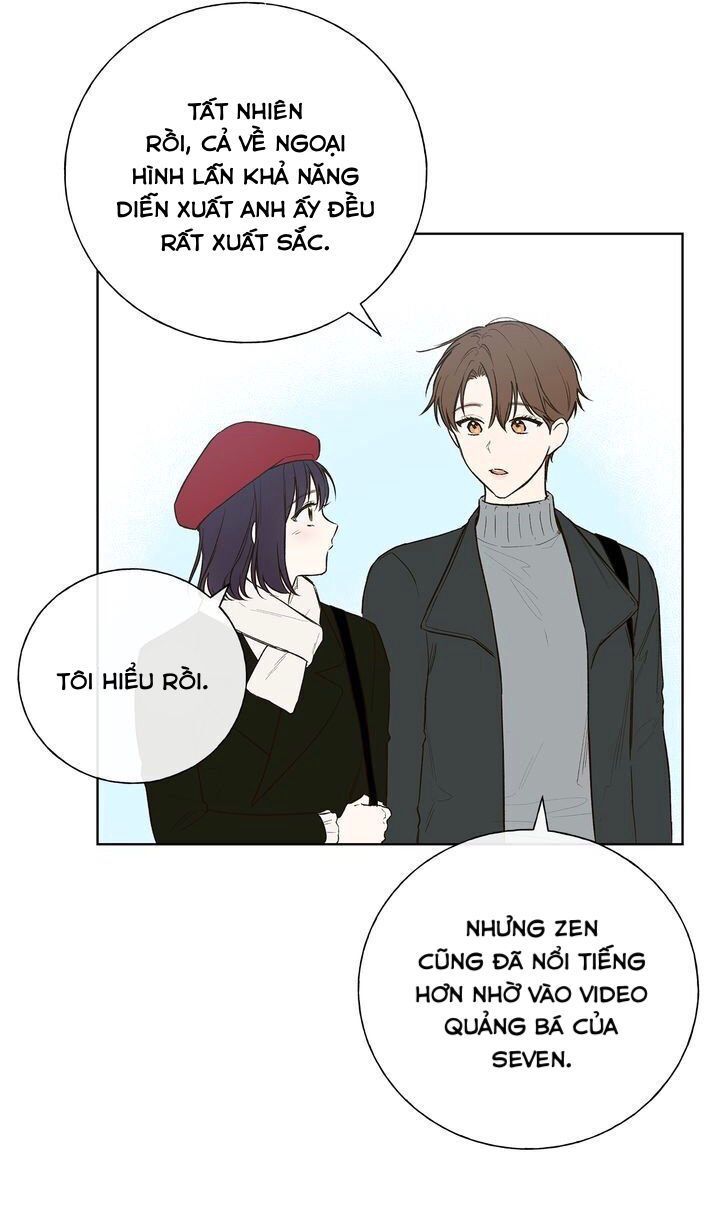 TẤT NHIÊN
RỒI, CẢ VỀ NGOẠI
HÌNH LẪN KHẢ NĂNG
DIỄN XUẤT ANH ẤY ĐỀU
RẤT XUẤT SẮC.
TÔI HIỂU RỒI.
NHƯNG ZEN
CŨNG ĐÃ NỔI TIẾNG
HƠN NHỜ VÀO VIDEO
QUẢNG BÁ CỦA
SEVEN.